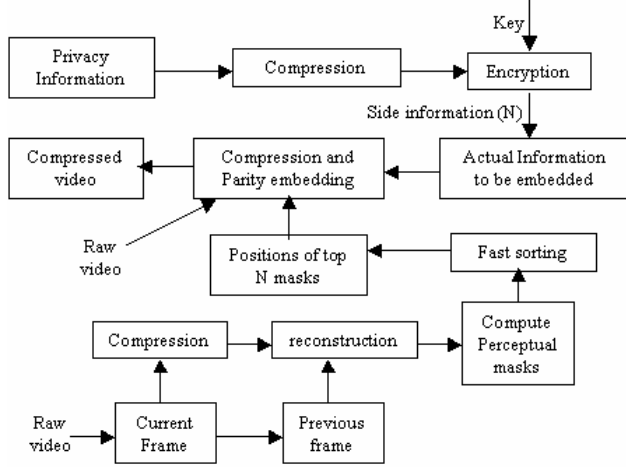 Key
Privacy
Information
Compression
Encryption
Side information (N)
Compressed
video
Compression and
Parity embedding
Actual Information
to be embedded
Raw
video
Positions of top
N masks
Fast sorting
Compression
reconstruction
Compute
Perceptual
masks
Raw
video
Current
Frame
Previous
frame